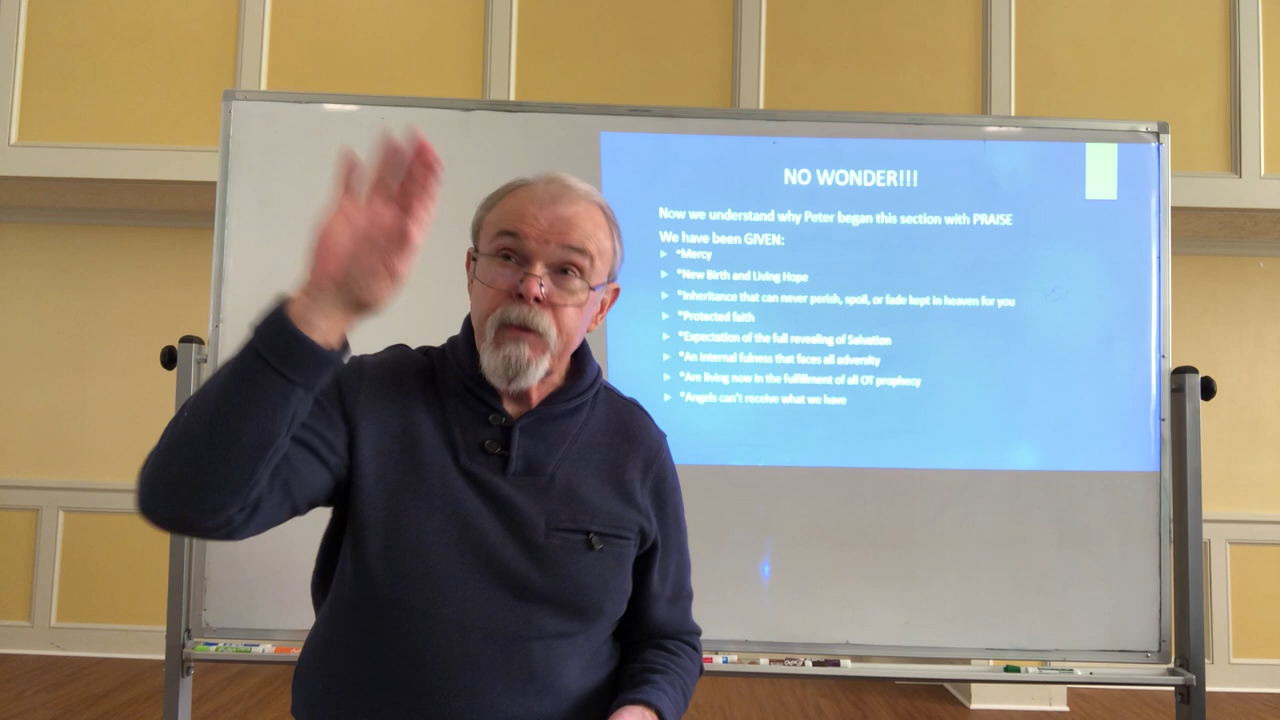 NO WONDER!!!
Now we understand why Peter began this section with PRAISE
We have been GIVEN:
*Mercy
*New Birth and Living Hope
*Inheritance that can never perish, spoil, or fade kept in heaven for you
*Protected faith
*Expectation of the full revealing of Salvation
*An internal fulness that faces all adversity
*Are living now in the fulfillment of all OT prophecy
*Angels can't receive what we have